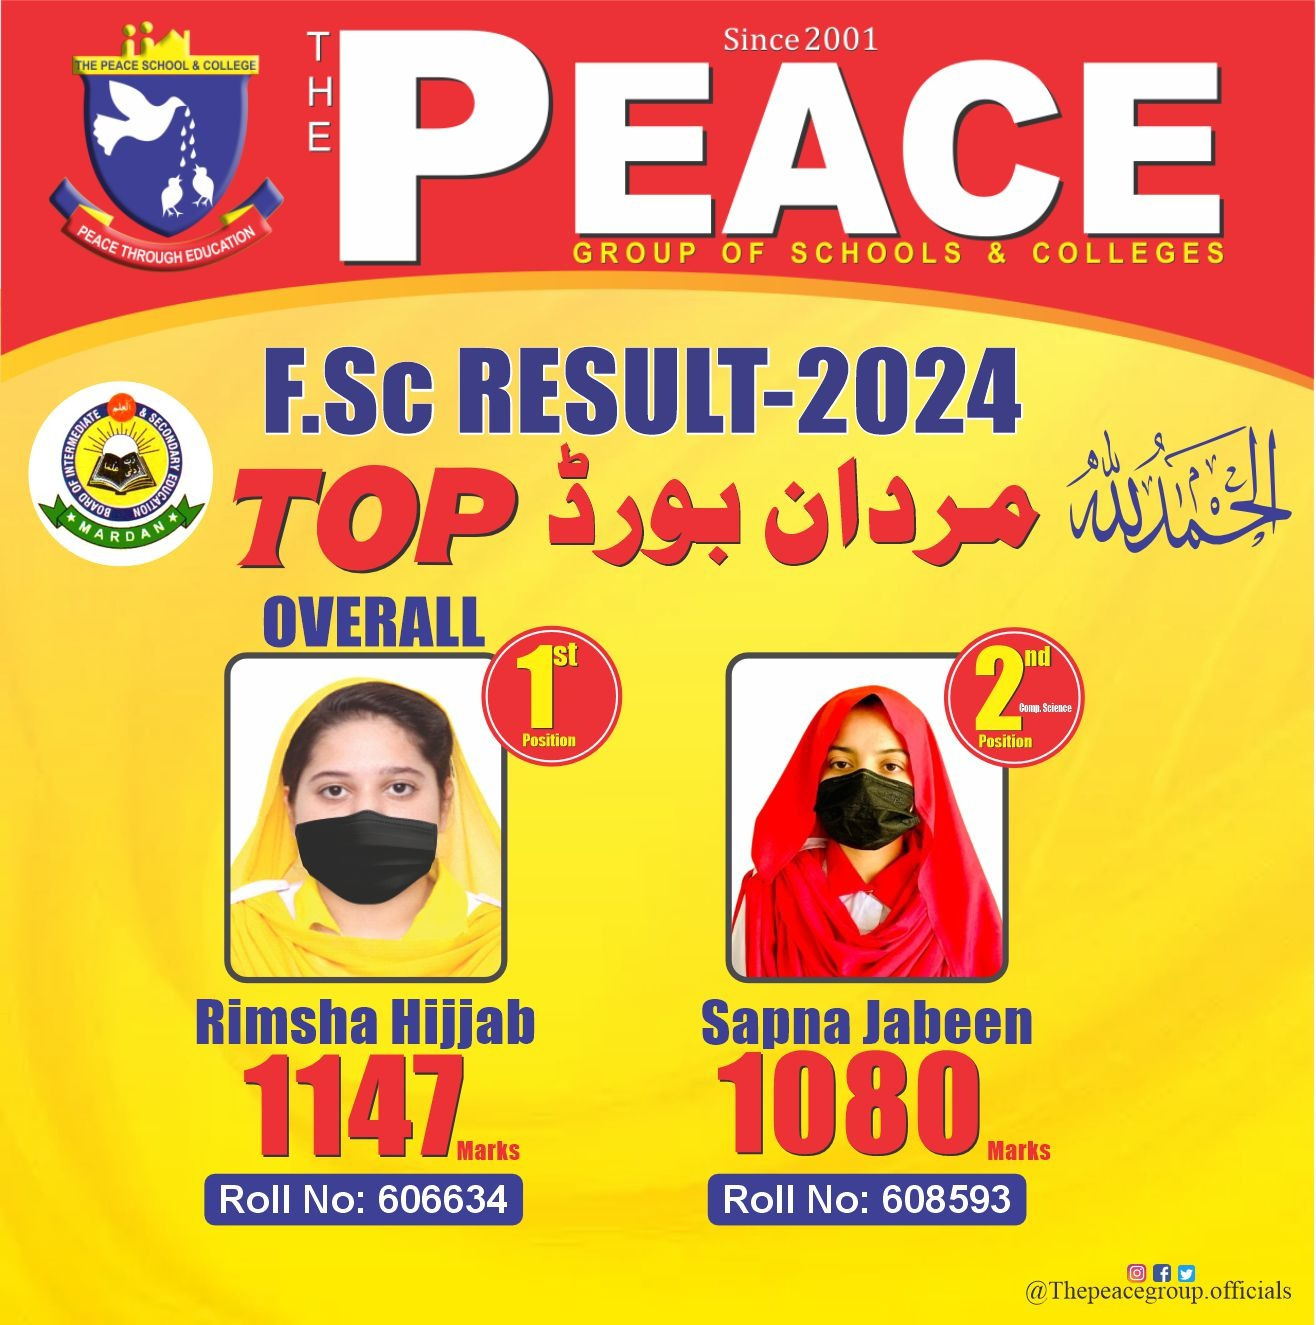 THE PEACE SCHOOL & COLLEGE
PEACE THROUGH EDUCATION
Since 2001
THE PEACE
GROUP OF SCHOOLS & COLLEGES
F.Sc RESULT-2024
BOARD OF INTERMEDIATE & SECONDARY EDUCATION
MARDAN
TOP مردان بورڈ
الحمدللہ
OVERALL
1st
Position
2nd
Comp. Science
Position
Rimsha Hijjab
1147 Marks
Roll No: 606634
Sapna Jabeen
1080 Marks
Roll No: 608593
@Thepeacegroup.officials